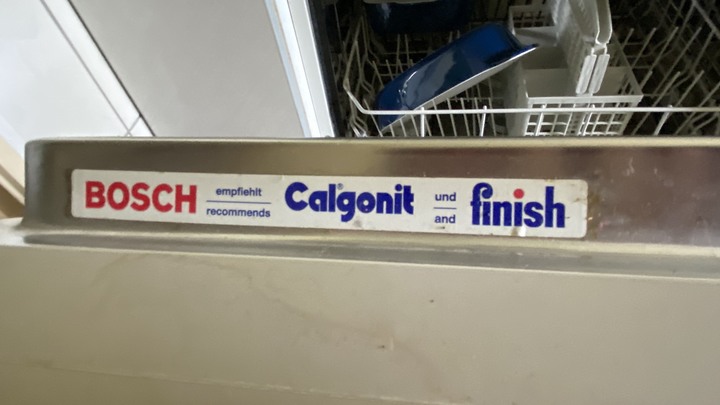 BOSCH empfiehlt recommends Calgonit® und and finish